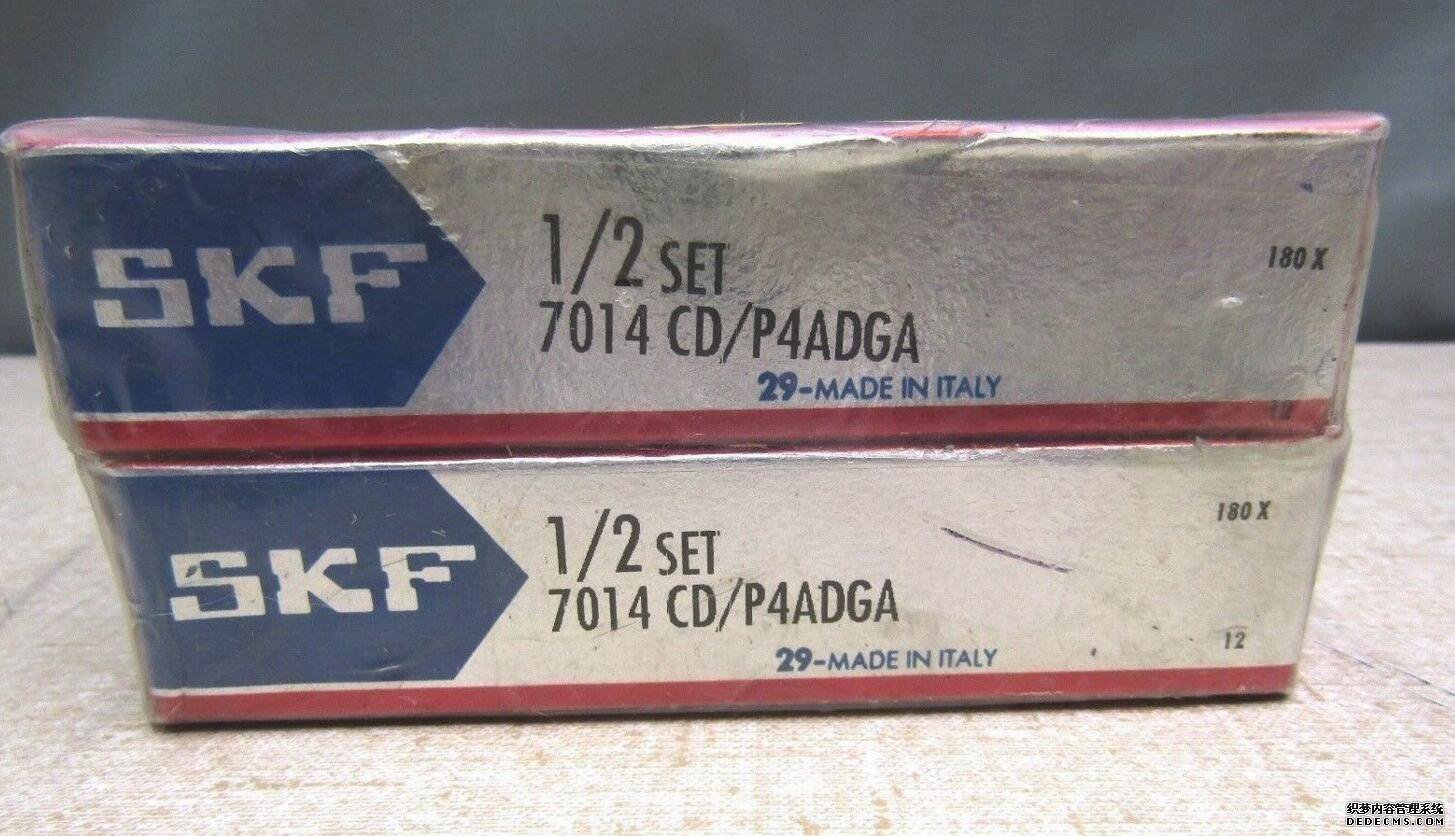 SKF
1/2 SET
7014 CD/P4ADGA
29-MADE IN ITALY
180 X
12
SKF
1/2 SET
7014 CD/P4ADGA
29-MADE IN ITALY
180 X
12
织梦内容管理系统
DEDECMS.COM